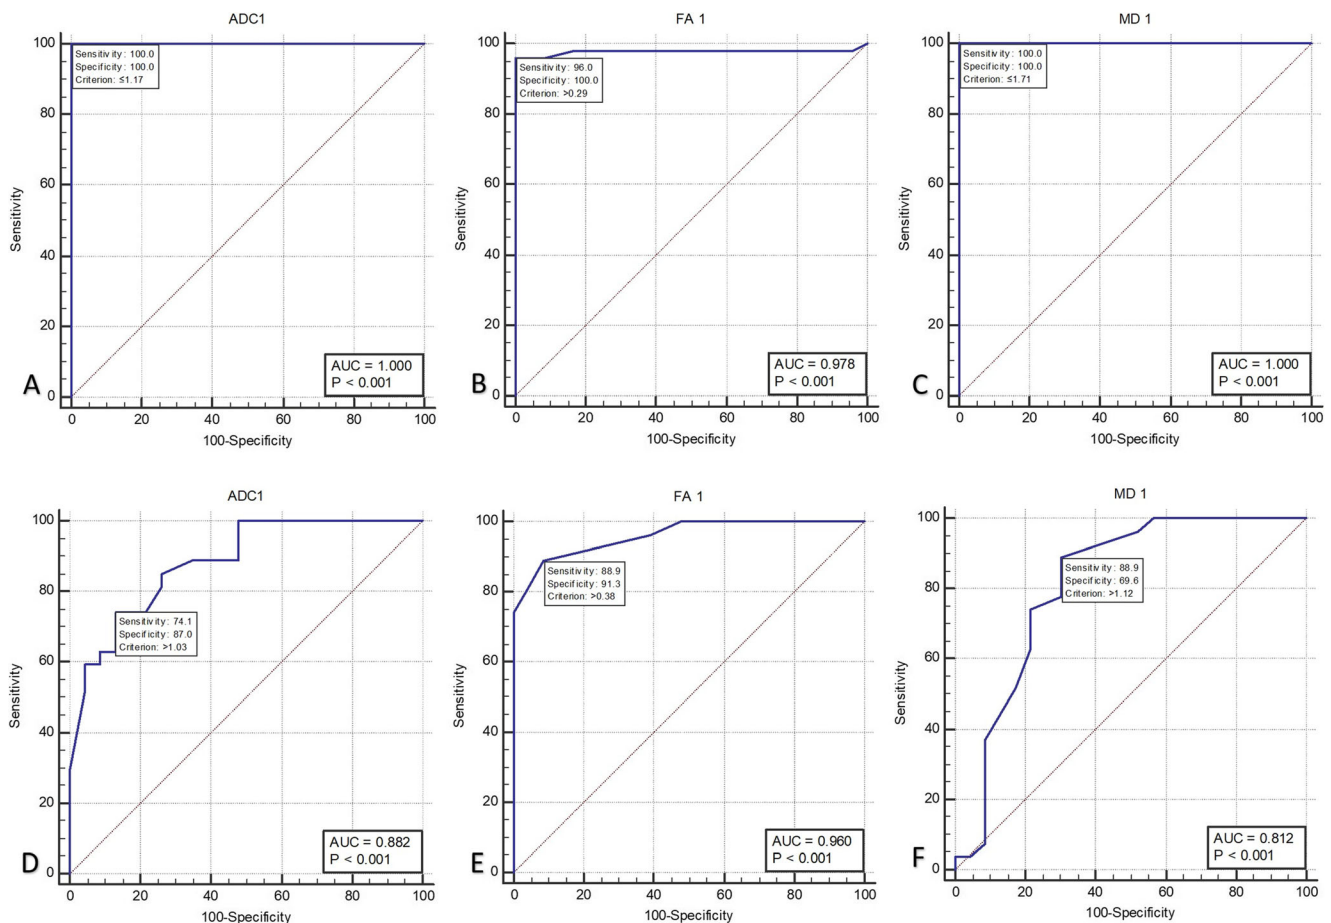 ADC1
100
80
60
40
20
0
Sensitivity
Sensitivity: 100.0
Specificity: 100.0
Criterion: ≤1.17
AUC = 1.000
P < 0.001
A
0 20 40 60 80 100
100-Specificity
FA 1
100
80
60
40
20
0
Sensitivity
Sensitivity: 96.0
Specificity: 100.0
Criterion: >0.29
AUC = 0.978
P < 0.001
B
0 20 40 60 80 100
100-Specificity
MD 1
100
80
60
40
20
0
Sensitivity
Sensitivity: 100.0
Specificity: 100.0
Criterion: ≤1.71
AUC = 1.000
P < 0.001
C
0 20 40 60 80 100
100-Specificity
ADC1
100
80
60
40
20
0
Sensitivity
Sensitivity: 74.1
Specificity: 87.0
Criterion: >1.03
AUC = 0.882
P < 0.001
D
0 20 40 60 80 100
100-Specificity
FA 1
100
80
60
40
20
0
Sensitivity
Sensitivity: 88.9
Specificity: 91.3
Criterion: >0.38
AUC = 0.960
P < 0.001
E
0 20 40 60 80 100
100-Specificity
MD 1
100
80
60
40
20
0
Sensitivity
Sensitivity: 88.9
Specificity: 69.6
Criterion: >1.12
AUC = 0.812
P < 0.001
F
0 20 40 60 80 100
100-Specificity